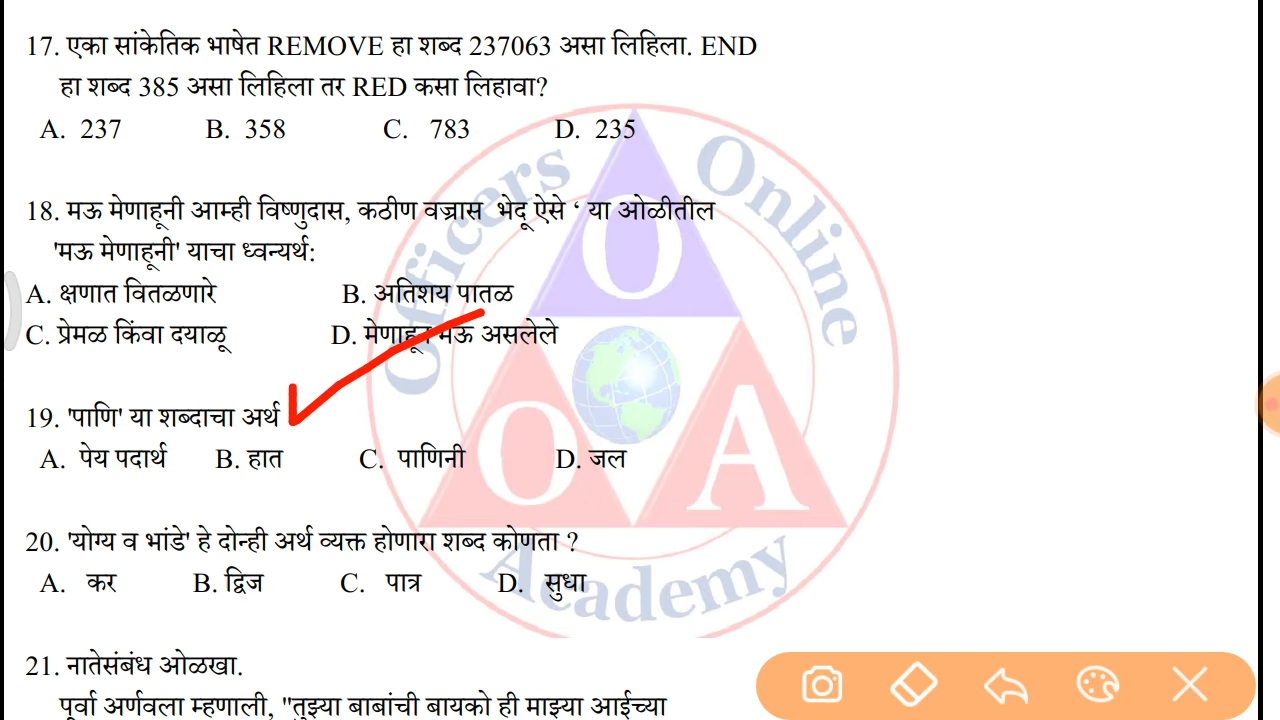 17. एका सांकेतिक भाषेत REMOVE हा शब्द 237063 असा लिहिला. END
हा शब्द 385 असा लिहिला तर RED कसा लिहावा?
A. 237 B. 358 C. 783 D. 235
18. मऊ मेणाहूनी आम्ही विष्णुदास, कठीण वज्रास भेदू ऐसे ‘ या ओळीतील
'मऊ मेणाहूनी' याचा ध्वन्यर्थ:
A. क्षणात वितळणारे B. अतिशय पातळ
C. प्रेमळ किंवा दयाळू D. मेणाहून मऊ असलेले
19. 'पाणि' या शब्दाचा अर्थ
A. पेय पदार्थ B. हात C. पाणिनी D. जल
20. 'योग्य व भांडे' हे दोन्ही अर्थ व्यक्त होणारा शब्द कोणता ?
A. कर B. द्विज C. पात्र D. सुधा
21. नातेसंबंध ओळखा.
पूर्वा अर्णवला म्हणाली, "तुझ्या बाबांची बायको ही माझ्या आईच्या
Officers Online Academy
O
O A